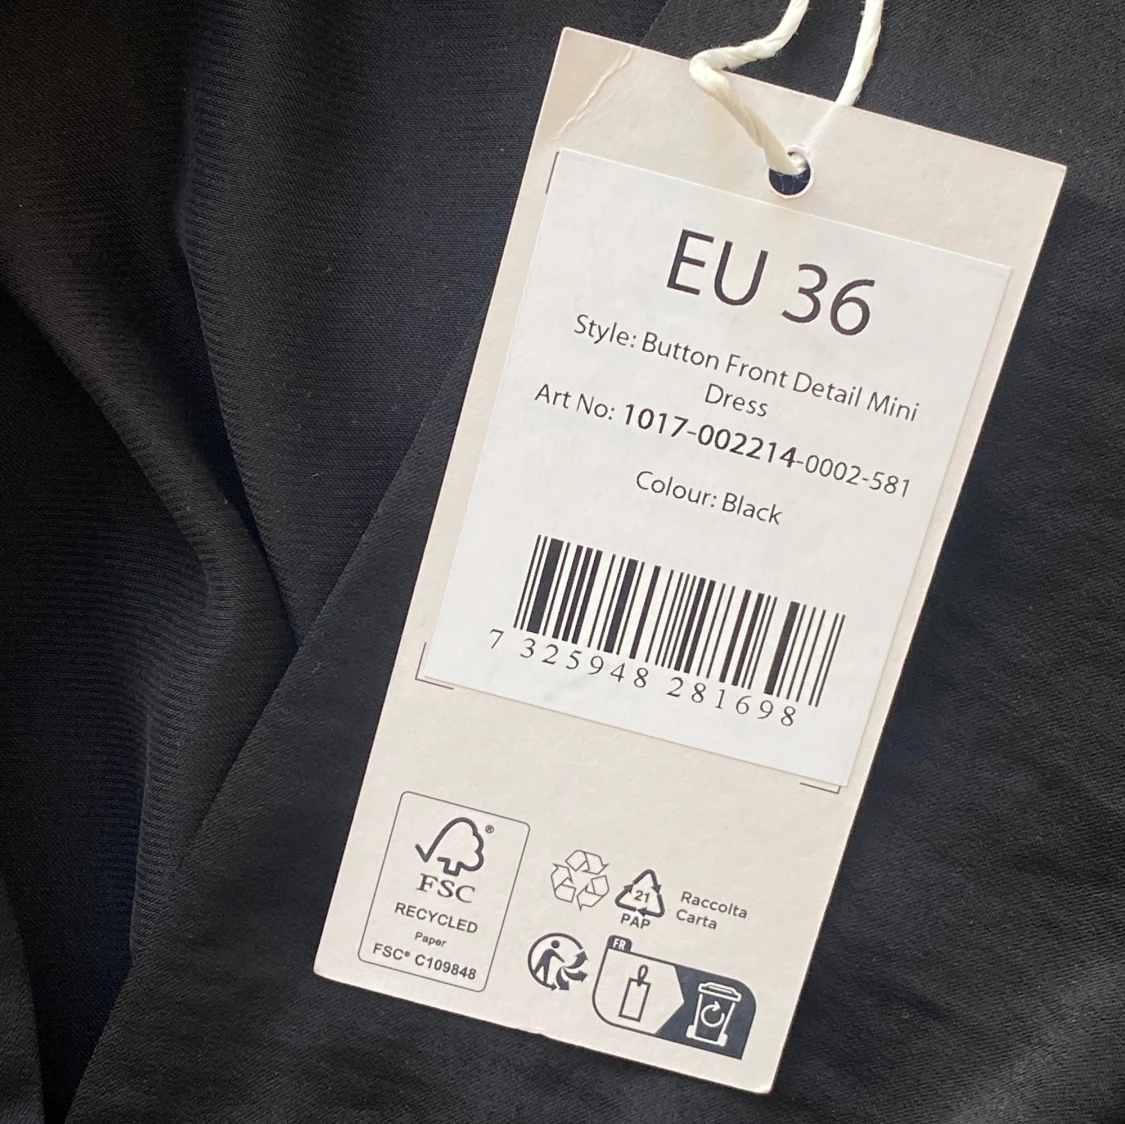 EU 36
Style: Button Front Detail Mini
Dress
Art No: 1017-002214-0002-581
Colour: Black
7 325948 281698
FSC®
RECYCLED
Paper
FSC® C109848
21
PAP
Raccolta
Carta
FR